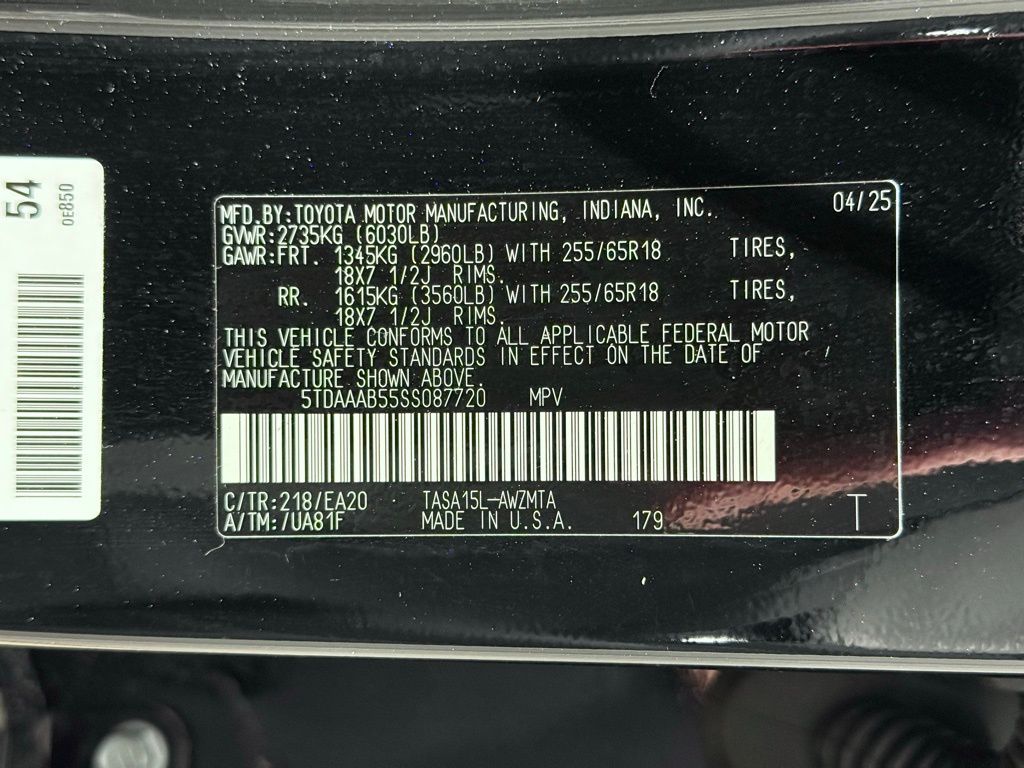 54
0E850
MFD.BY:TOYOTA MOTOR MANUFACTURING, INDIANA, INC. 04/25
GVWR:2735KG (6030LB)
GAWR:FRT. 1345KG (2960LB) WITH 255/65R18 TIRES,
18X7 1/2J RIMS.
RR. 1615KG (3560LB) WITH 255/65R18 TIRES,
18X7 1/2J RIMS.
THIS VEHICLE CONFORMS TO ALL APPLICABLE FEDERAL MOTOR
VEHICLE SAFETY STANDARDS IN EFFECT ON THE DATE OF
MANUFACTURE SHOWN ABOVE.
5TDAAAB55SS087720 MPV
C/TR:218/EA20 TASA15L-AWZMTA
A/TM:/UA81F MADE IN U.S.A. 179 T